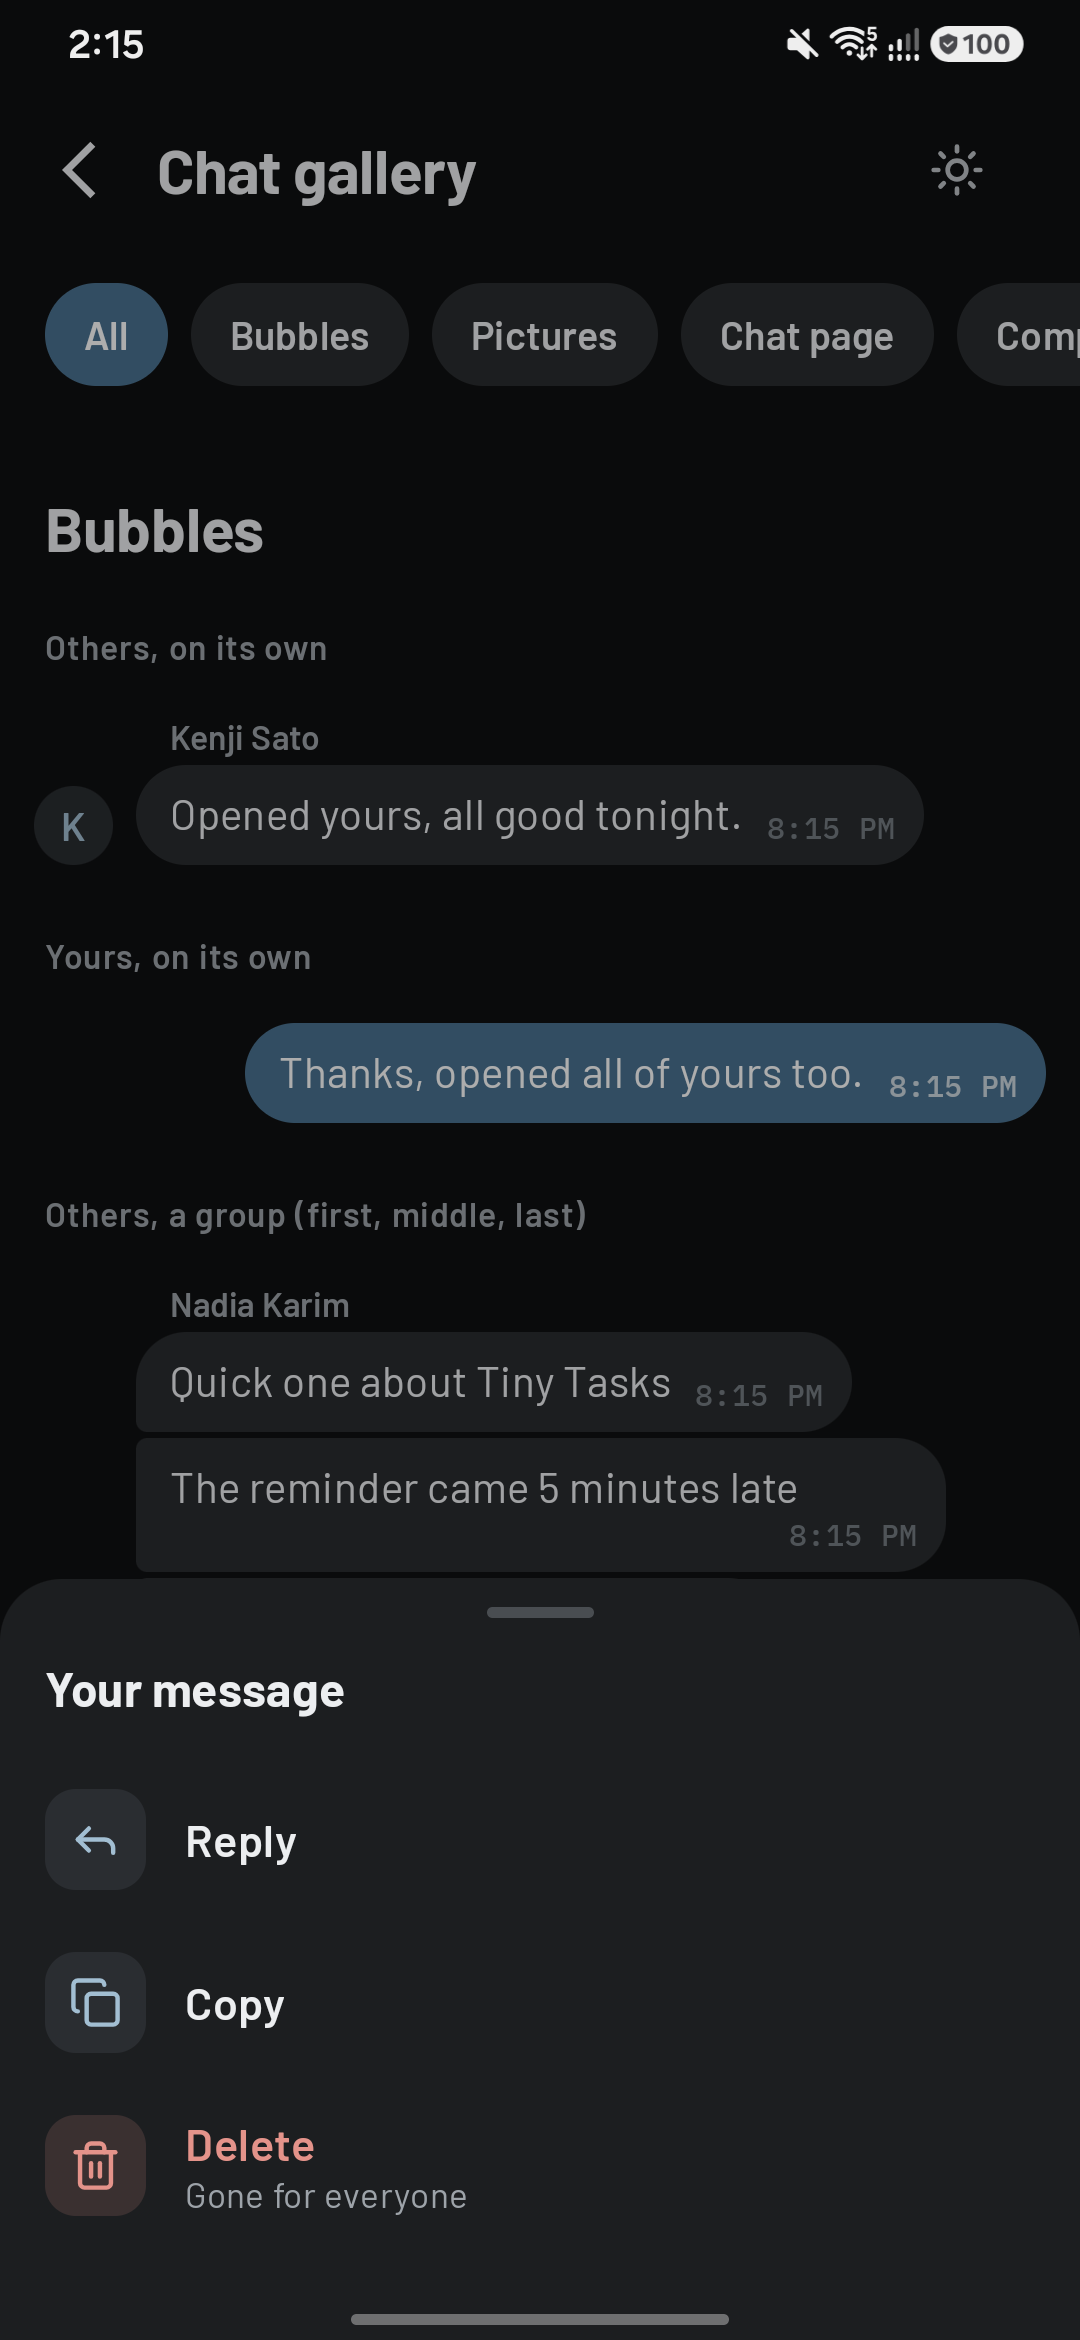 2:15
5
100
Chat gallery
All
Bubbles
Pictures
Chat page
Comp
Bubbles
Others, on its own
Kenji Sato
K
Opened yours, all good tonight. 8:15 PM
Yours, on its own
Thanks, opened all of yours too. 8:15 PM
Others, a group (first, middle, last)
Nadia Karim
Quick one about Tiny Tasks 8:15 PM
The reminder came 5 minutes late
8:15 PM
Your message
Reply
Copy
Delete
Gone for everyone